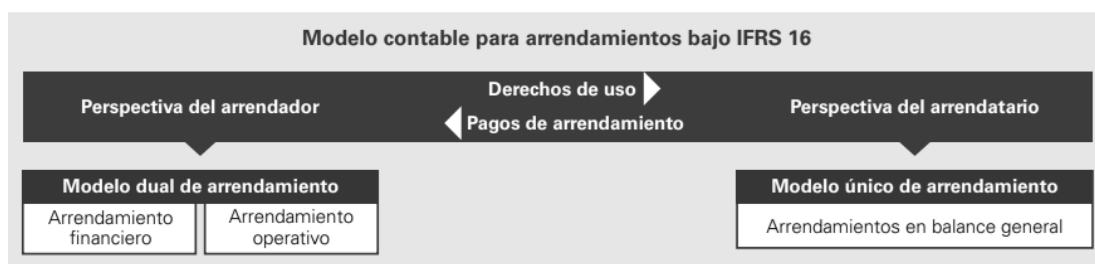 Modelo contable para arrendamientos bajo IFRS 16
Perspectiva del arrendador
Derechos de uso
Pagos de arrendamiento
Perspectiva del arrendatario
Modelo dual de arrendamiento
Arrendamiento
financiero
Arrendamiento
operativo
Modelo único de arrendamiento
Arrendamientos en balance general